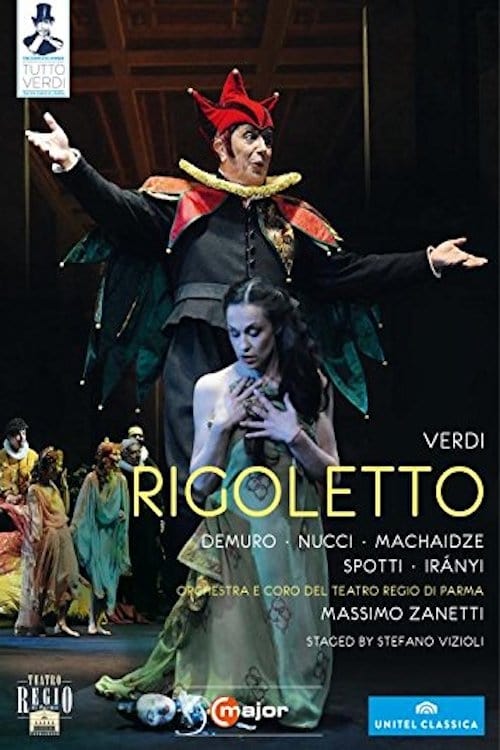 TUTTO
VERDI
VERDI
RIGOLETTO
DEMURO · NUCCI · MACHAIDZE
SPOTTI · IRÁNYI
ORCHESTRA E CORO DEL TEATRO REGIO DI PARMA
MASSIMO ZANETTI
STAGED BY STEFANO VIZIOLI
TEATRO
REGIO
C major
UNITEL CLASSICA